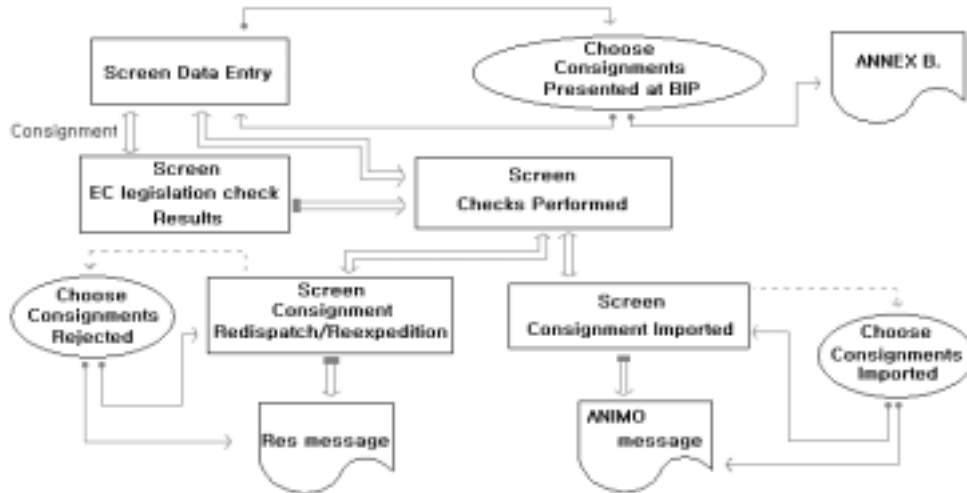 Screen Data Entry
Choose
Consignments
Presented at BIP
ANNEX B.
Consignment
Screen
EC legislation check
Results
Screen
Checks Performed
Choose
Consignments
Rejected
Screen
Consignment
Redispatch/Reexpedition
Screen
Consignment Imported
Choose
Consignments
Imported
Res message
ANIMO
message